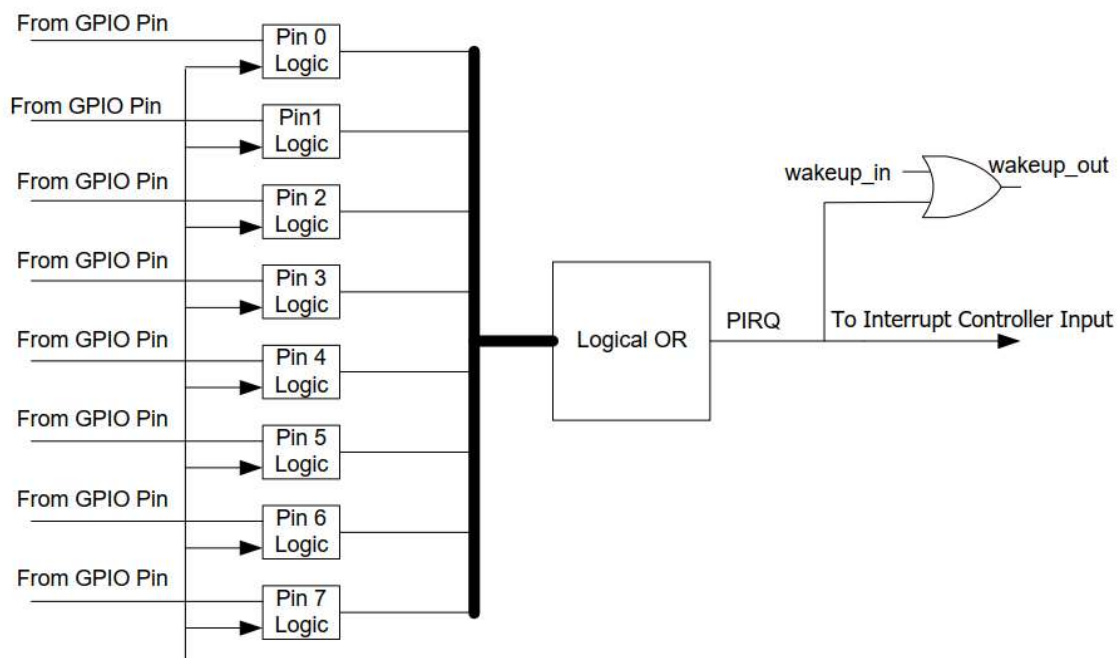 From GPIO Pin
Pin 0
Logic
From GPIO Pin
Pin1
Logic
From GPIO Pin
Pin 2
Logic
From GPIO Pin
Pin 3
Logic
From GPIO Pin
Pin 4
Logic
From GPIO Pin
Pin 5
Logic
From GPIO Pin
Pin 6
Logic
From GPIO Pin
Pin 7
Logic
Logical OR
PIRQ
wakeup_in
wakeup_out
To Interrupt Controller Input